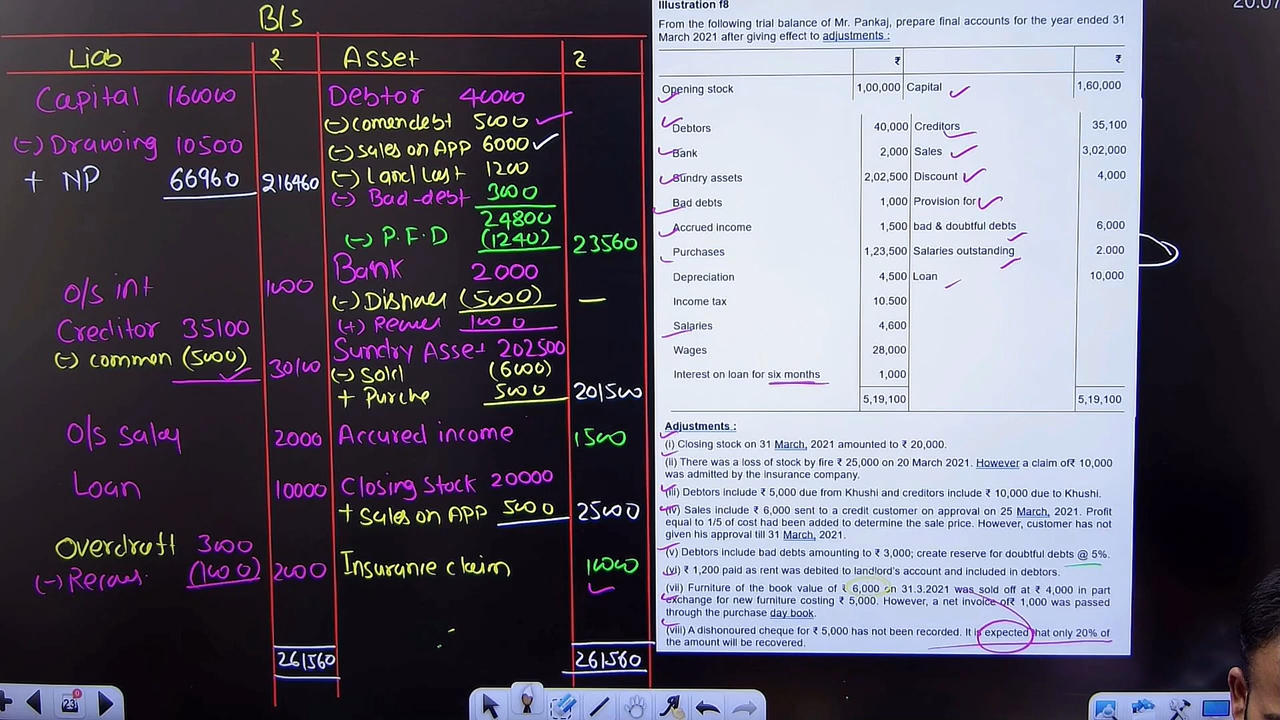 B/s
Liab ₹ Asset ₹
Capital 160000
(-) Drawing 10500
+ NP 66960 216460
O/s int 1000
Creditor 35100
(-) common (5000) 30100
O/s Salay 2000
Loan 10000
Overdraft 3000
(-) Recov. (1000) 2000
261560
Debtor 40000
(-) comendebt 5000
(-) Sales on APP 6000
(-) Landlast 1200
(-) Bad-debt 3000
24800
(-) P.F.D (1240) 23560
Bank 2000
(-) Dishner (5000) —
(+) Recver 1000
Sundry Asset 202500
(-) Sold (6000)
+ Purche 5000 201500
Accured income 1500
Closing Stock 20000
+ Sales on APP 5000 25000
Insuranie claim 10000
261560
Illustration f8
From the following trial balance of Mr. Pankaj, prepare final accounts for the year ended 31
March 2021 after giving effect to adjustments :
₹ ₹
Opening stock 1,00,000 Capital 1,60,000
Debtors 40,000 Creditors 35,100
Bank 2,000 Sales 3,02,000
Sundry assets 2,02,500 Discount 4,000
Bad debts 1,000 Provision for
Accrued income 1,500 bad & doubtful debts 6,000
Purchases 1,23,500 Salaries outstanding 2.000
Depreciation 4,500 Loan 10,000
Income tax 10.500
Salaries 4,600
Wages 28,000
Interest on loan for six months 1,000
5,19,100 5,19,100
Adjustments :
(i) Closing stock on 31 March, 2021 amounted to ₹ 20,000.
(ii) There was a loss of stock by fire ₹ 25,000 on 20 March 2021. However a claim of₹ 10,000
was admitted by the insurance company.
(iii) Debtors include ₹ 5,000 due from Khushi and creditors include ₹ 10,000 due to Khushi.
(iv) Sales include ₹ 6,000 sent to a credit customer on approval on 25 March, 2021. Profit
equal to 1/5 of cost had been added to determine the sale price. However, customer has not
given his approval till 31 March, 2021.
(v) Debtors include bad debts amounting to ₹ 3,000; create reserve for doubtful debts @ 5%.
(vi) ₹ 1,200 paid as rent was debited to landlord's account and included in debtors.
(vii) Furniture of the book value of ₹ 6,000 on 31.3.2021 was sold off at ₹ 4,000 in part
exchange for new furniture costing ₹ 5,000. However, a net invoice of₹ 1,000 was passed
through the purchase day book.
(viii) A dishonoured cheque for ₹ 5,000 has not been recorded. It is expected that only 20% of
the amount will be recovered.
23